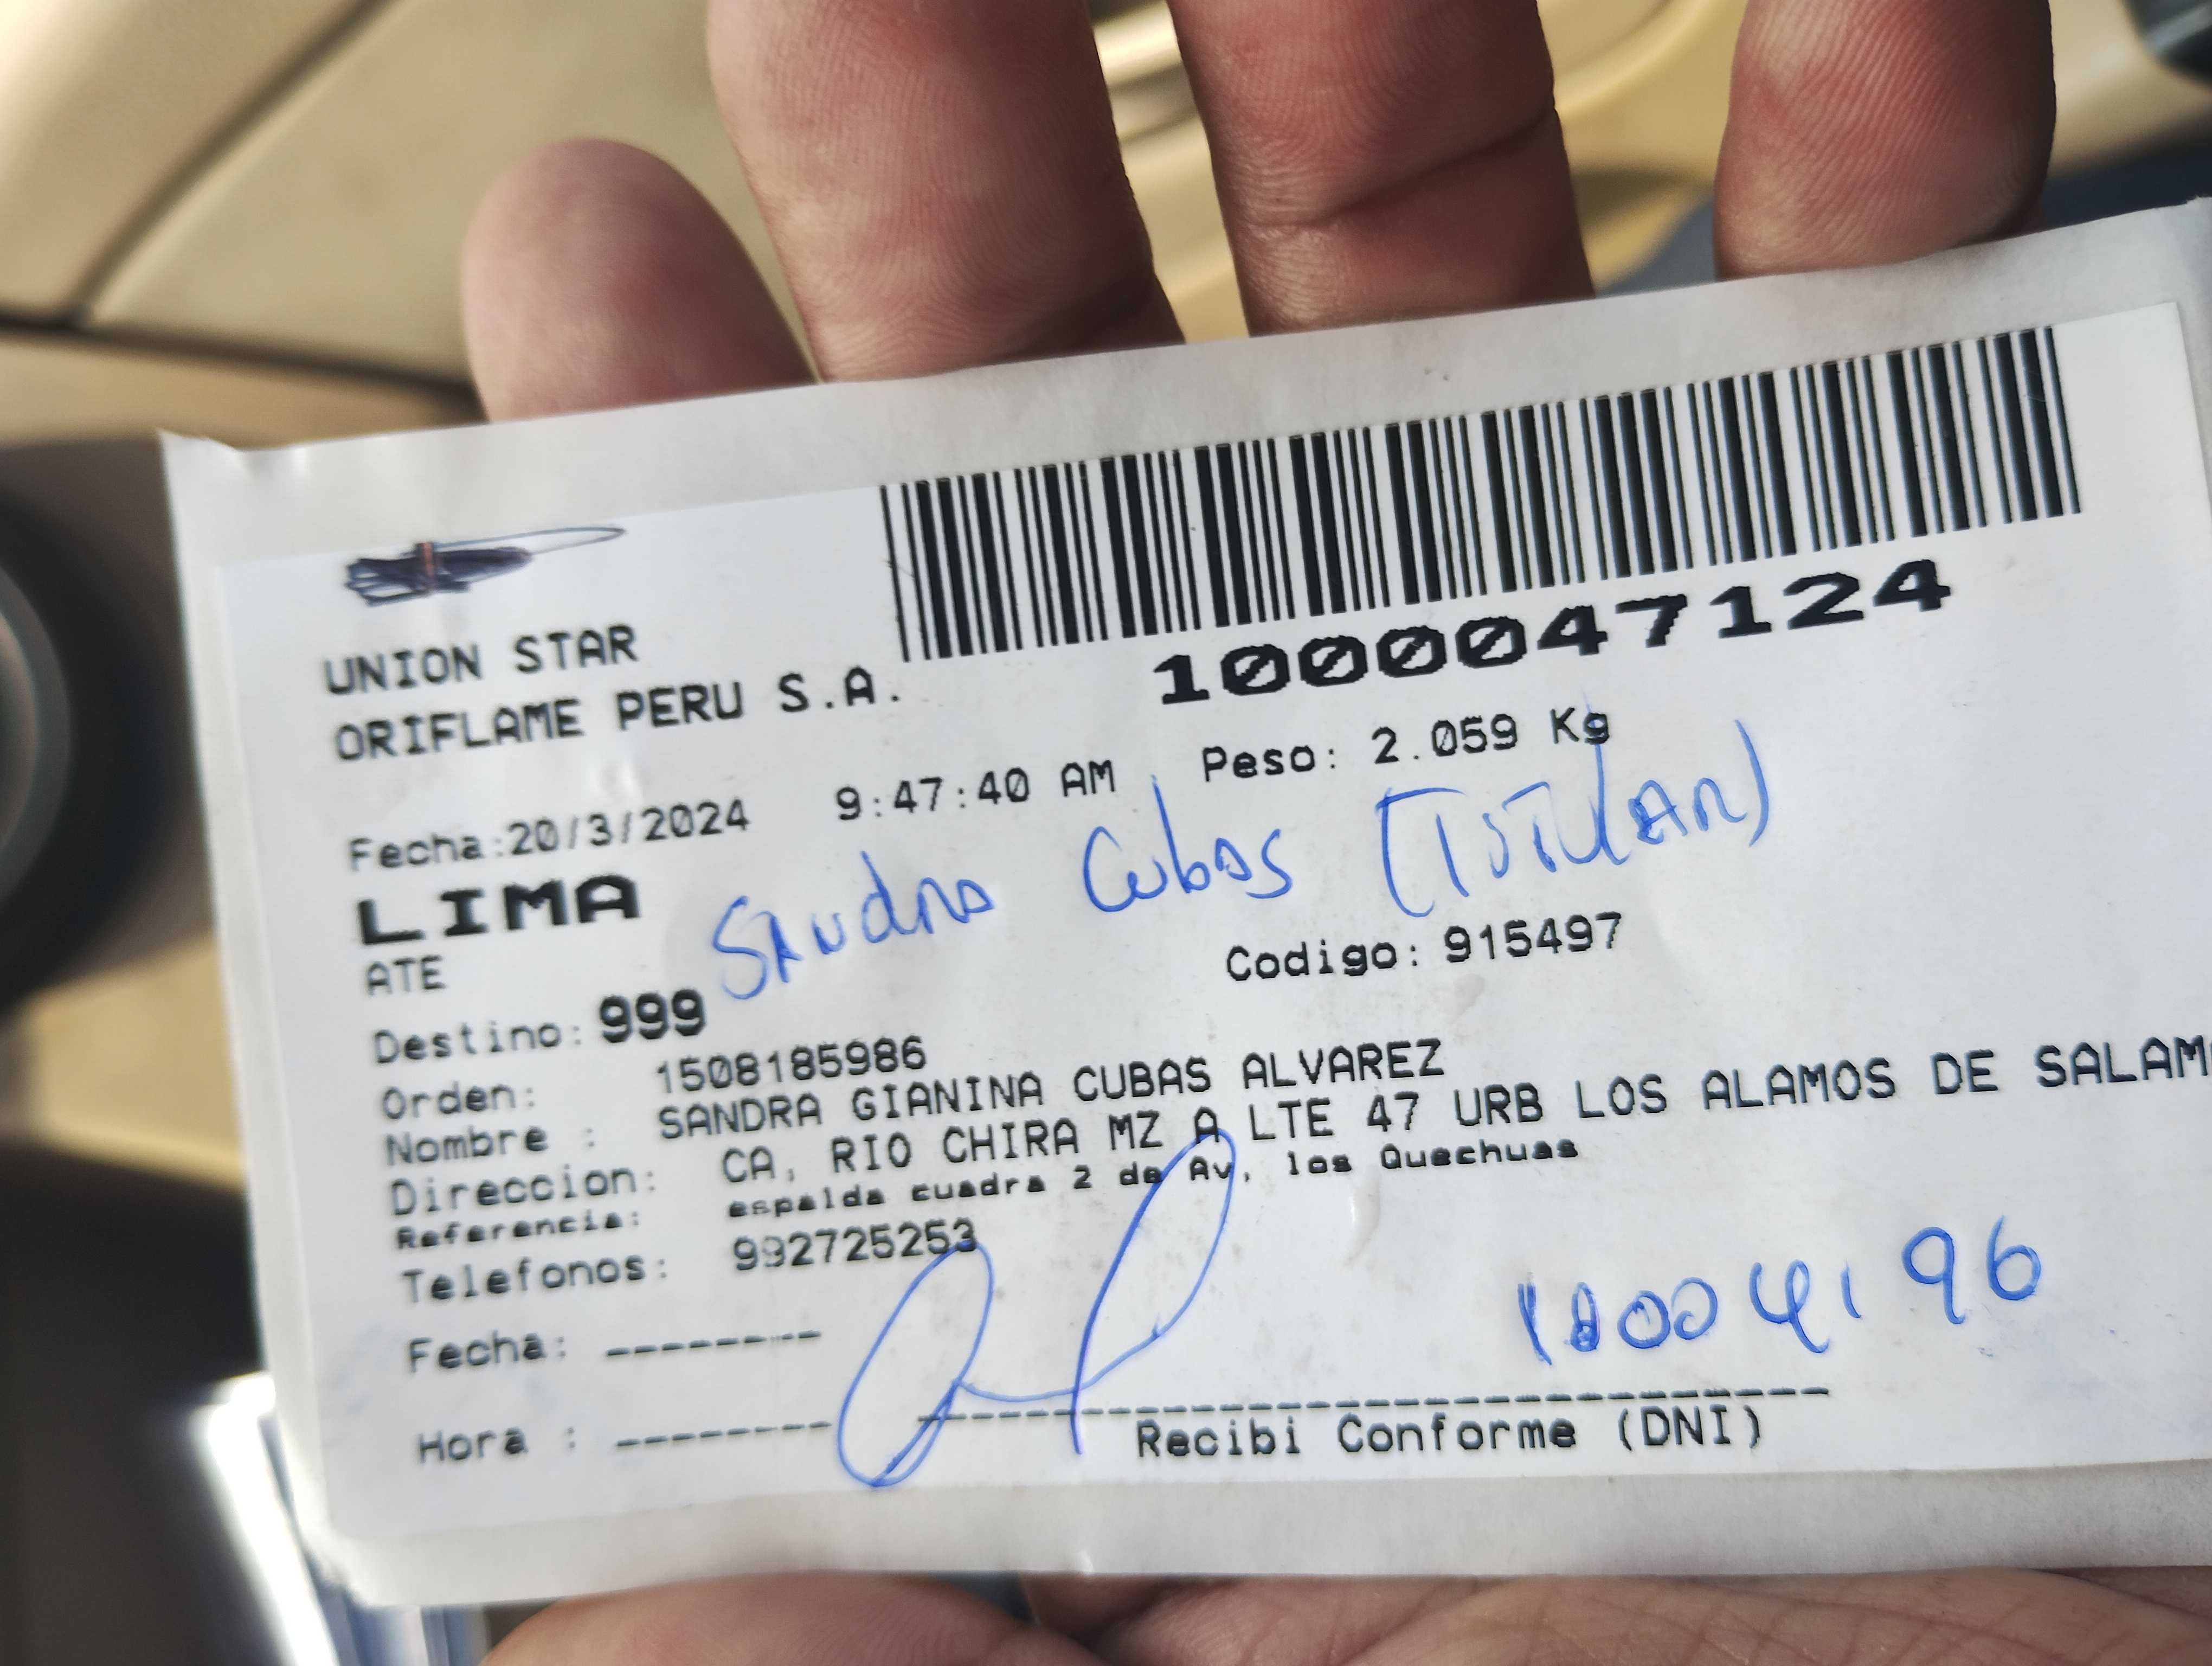 1000047124
UNION STAR
ORIFLAME PERU S.A.
Fecha:20/3/2024 9:47:40 AM Peso: 2.059 Kg
LIMA
Sandra Cubas (TITULAR)
ATE
Destino: 999 Codigo: 915497
Orden: 1508185986
Nombre : SANDRA GIANINA CUBAS ALVAREZ
Direccion: CA, RIO CHIRA MZ A LTE 47 URB LOS ALAMOS DE SALAM
Referencia: espalda cuadra 2 de Av, los Quechuas
Telefonos: 992725253
Fecha: --------
Hora : --------
Recibi Conforme (DNI)